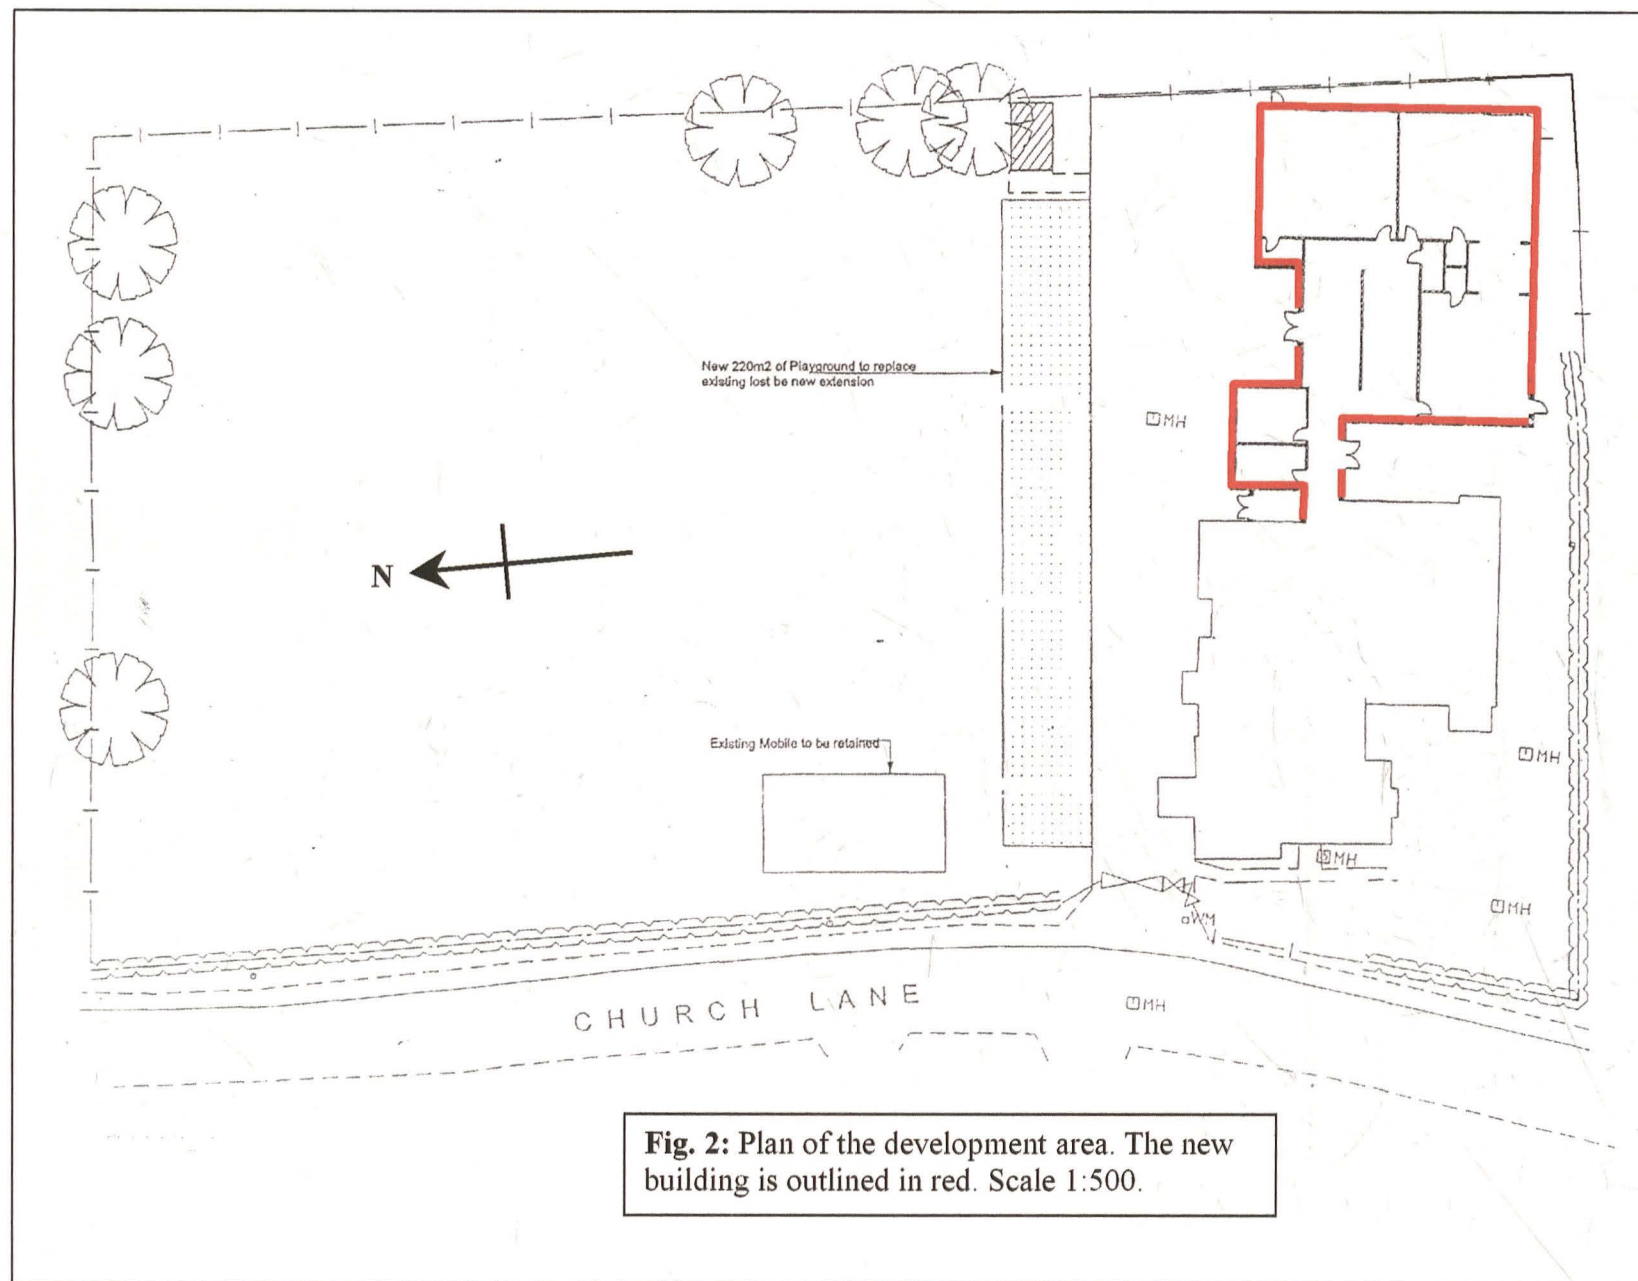 New 220m2 of Playground to replace
existing lost be new extension
MH
N
Existing Mobile to be retained
MH
MH
MH
WM
CHURCH LANE
MH
Fig. 2: Plan of the development area. The new
building is outlined in red. Scale 1:500.